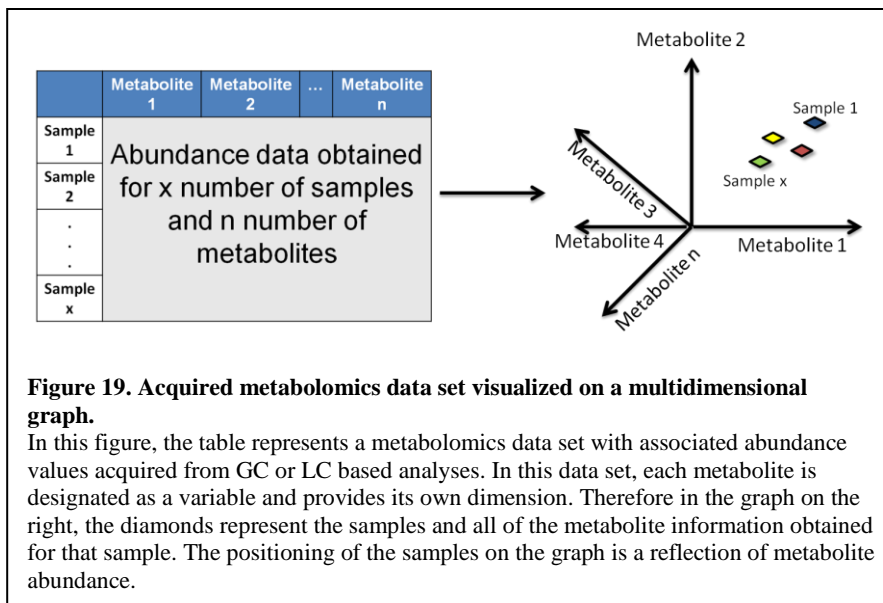 Metabolite 1
Metabolite 2
...
Metabolite n
Sample 1
Sample 2
.
.
.
Sample x
Abundance data obtained
for x number of samples
and n number of
metabolites
Metabolite 2
Sample 1
Sample x
Metabolite 3
Metabolite 4
Metabolite 1
Metabolite n
Figure 19. Acquired metabolomics data set visualized on a multidimensional
graph.
In this figure, the table represents a metabolomics data set with associated abundance
values acquired from GC or LC based analyses. In this data set, each metabolite is
designated as a variable and provides its own dimension. Therefore in the graph on the
right, the diamonds represent the samples and all of the metabolite information obtained
for that sample. The positioning of the samples on the graph is a reflection of metabolite
abundance.